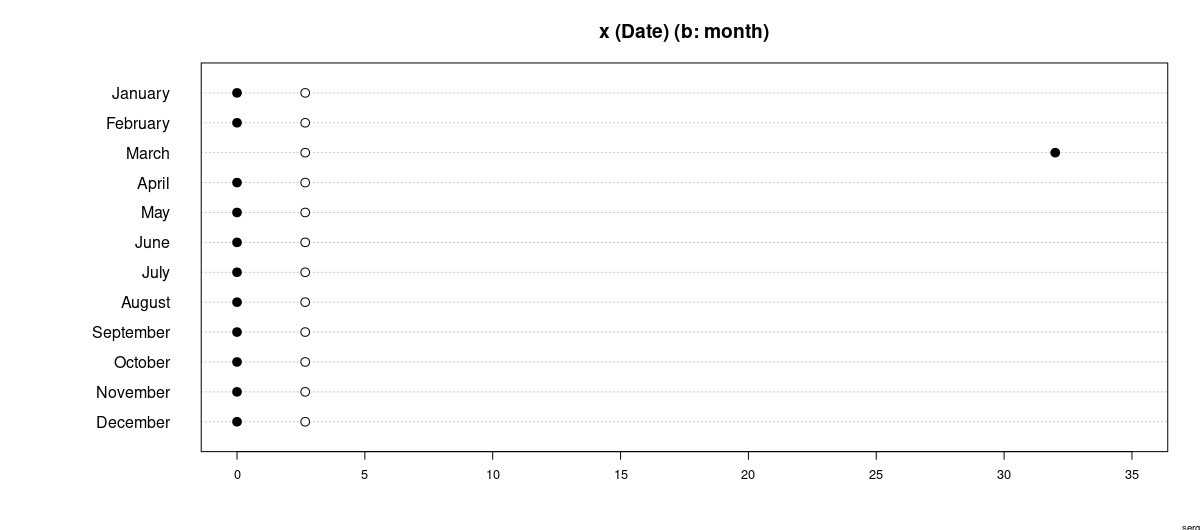 x (Date) (b: month)
January
February
March
April
May
June
July
August
September
October
November
December
0 5 10 15 20 25 30 35